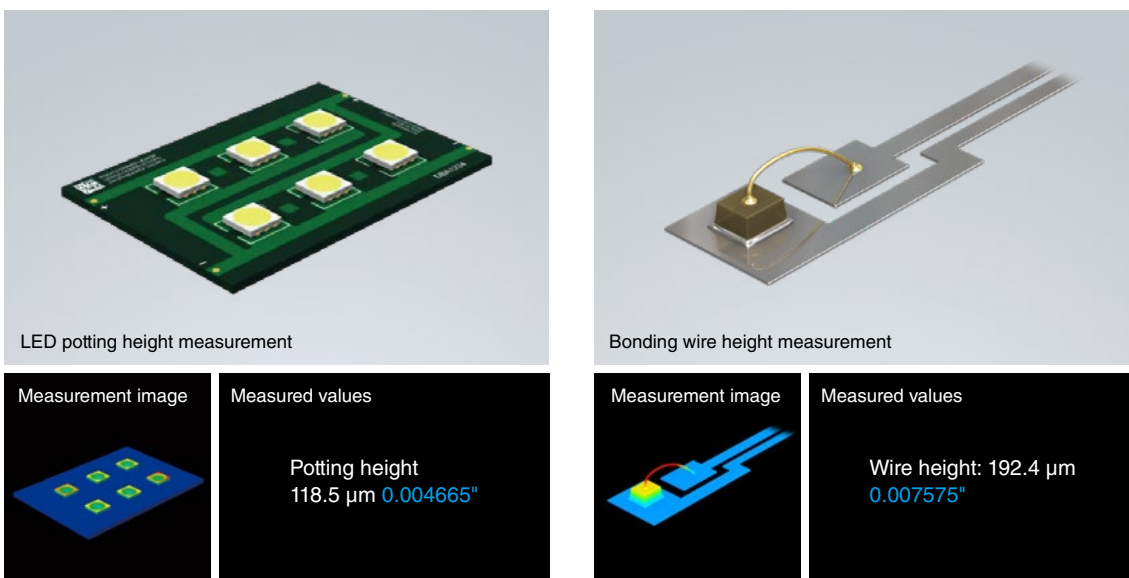 DBA1234
LED potting height measurement
Measurement image
Measured values
Potting height
118.5 µm 0.004665"
Bonding wire height measurement
Measurement image
Measured values
Wire height: 192.4 µm
0.007575"